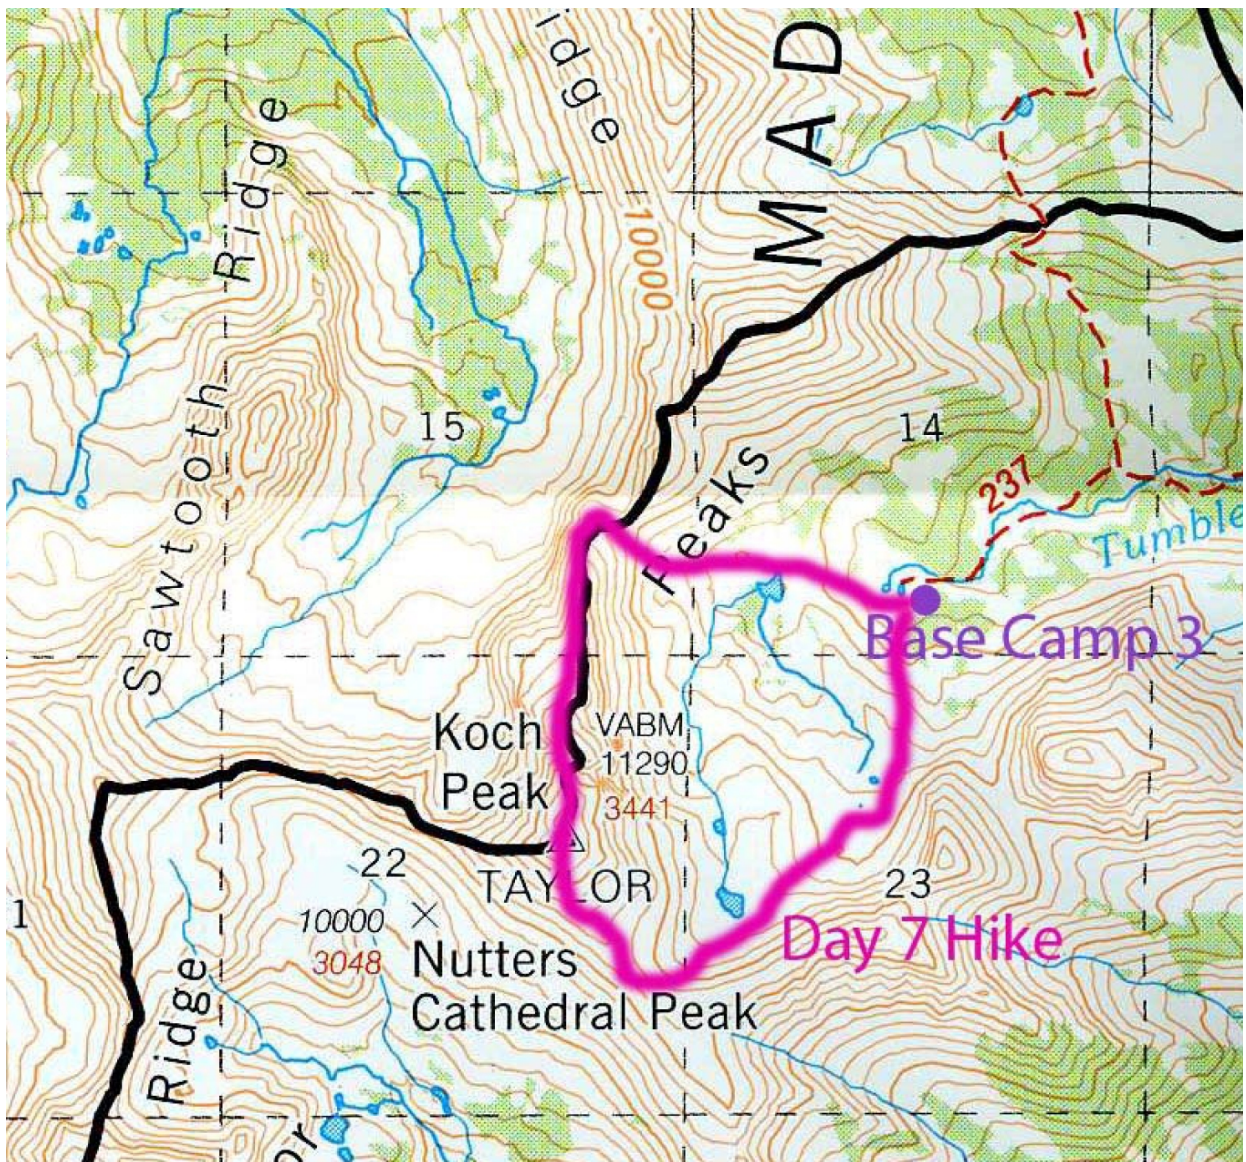 idge
MAD
Ridge
10000
15
14
Sawtooth
Peaks
237
Tumble
Base Camp 3
Koch
Peak
VABM
11290
3441
22
TAYLOR
23
1
10000
3048
Nutters
Cathedral Peak
Day 7 Hike
Ridge
or